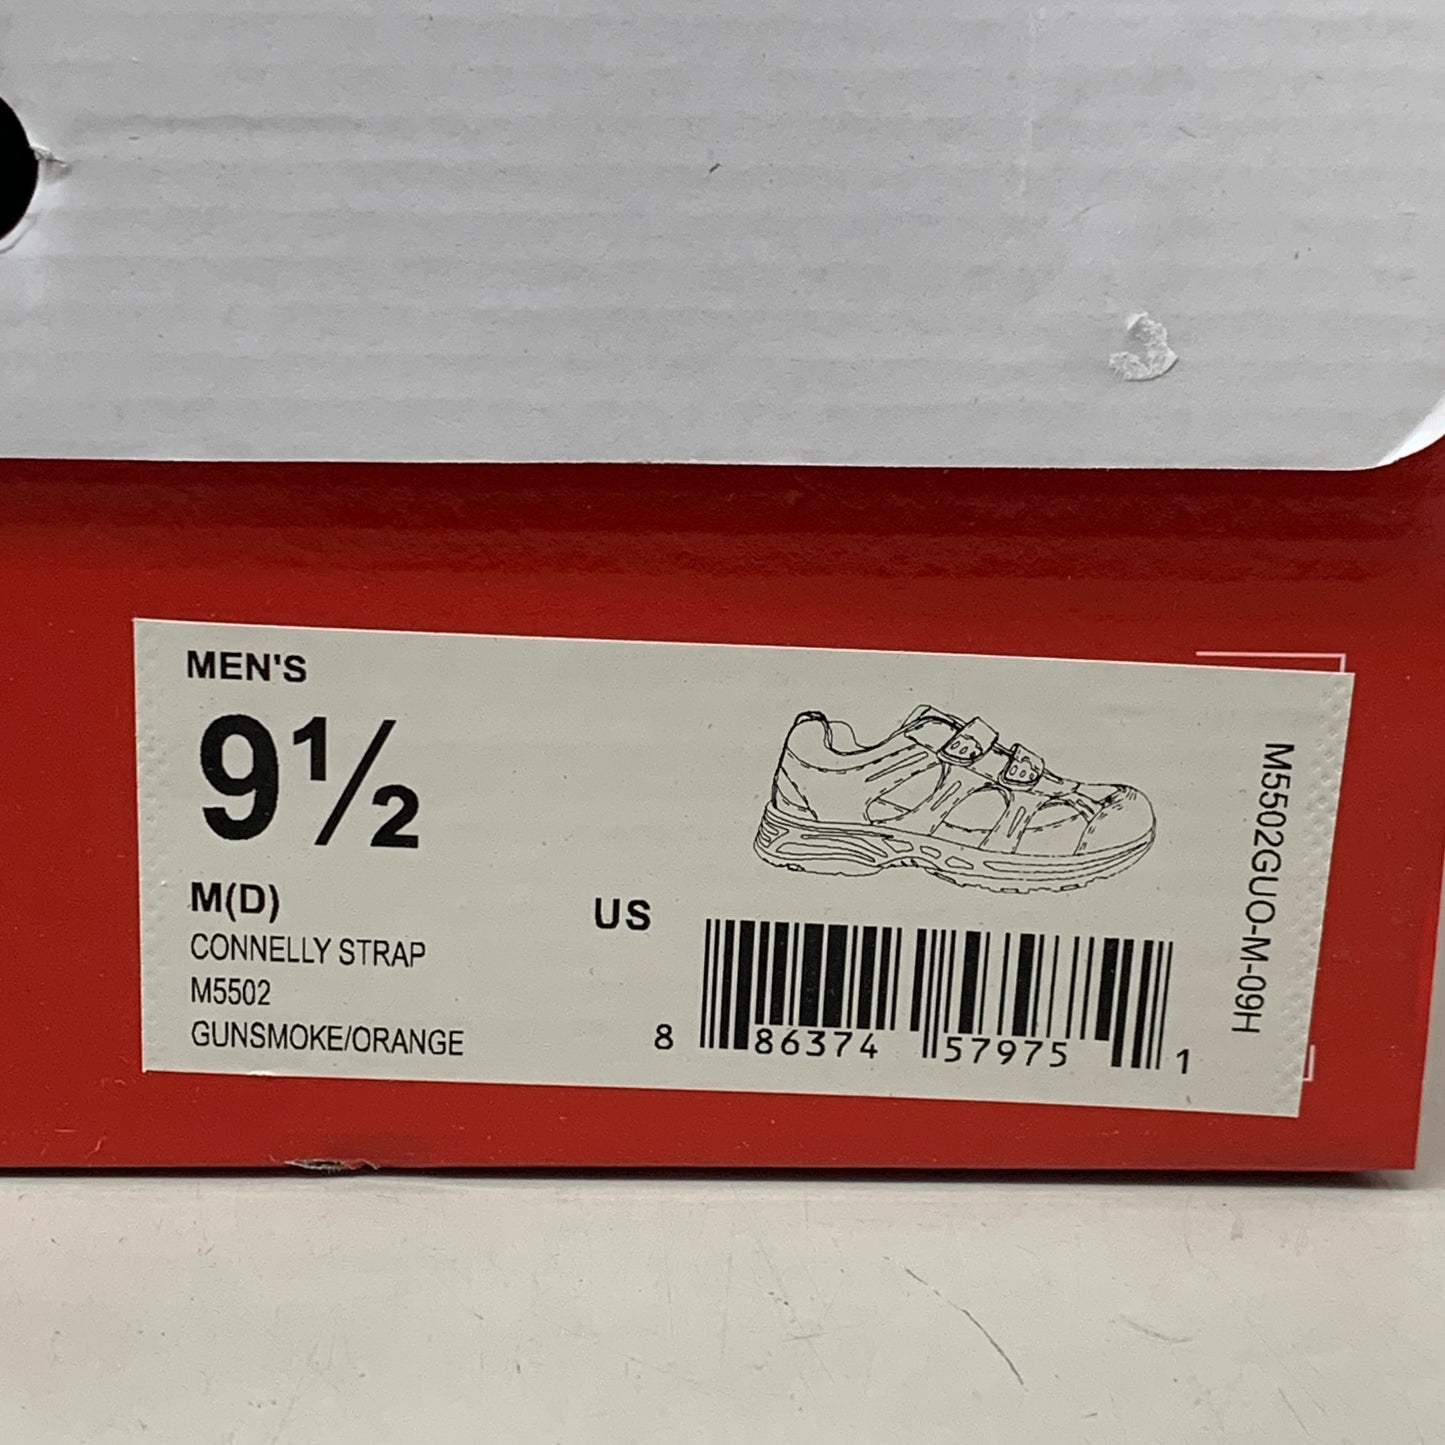 MEN'S
9½
M(D)
US
CONNELLY STRAP
M5502
GUNSMOKE/ORANGE
8 86374 57975 1
M5502GUO-M-09H